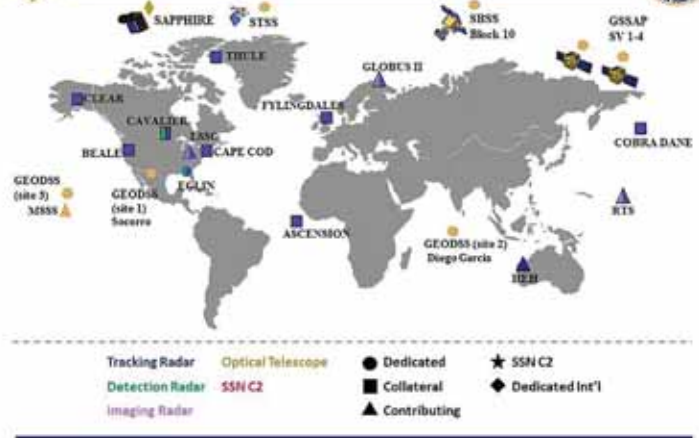 SAPPHIRE
STSS
SBSS
Block 10
GSSAP
SV 1-4
THULE
GLOBUS II
CLEAR
FYLINGDALES
CAVALIER
ESSG
BEALE
CAPE COD
COBRA DANE
EGLIN
GEODSS
(site 3)
MSSS
GEODSS
(site 1)
Socorro
ASCENSION
RTS
GEODSS (site 2)
Diego Garcia
HEH
Tracking Radar
Optical Telescope
Dedicated
SSN C2
Detection Radar
SSN C2
Collateral
Dedicated Int'l
Imaging Radar
Contributing